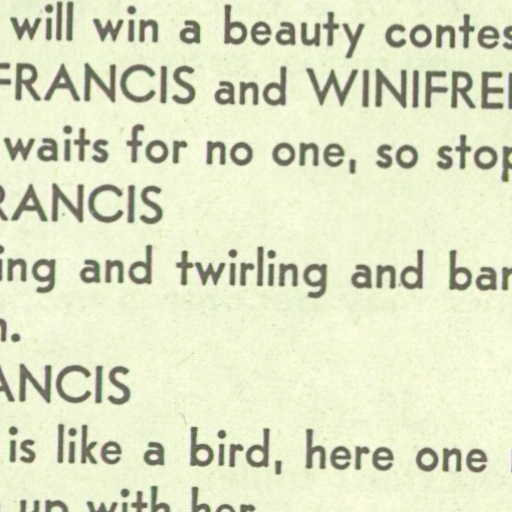 will win a beauty contes
FRANCIS and WINIFRE
waits for no one, so stop
RANCIS
ing and twirling and bar
n.
ANCIS
is like a bird, here one
up with her